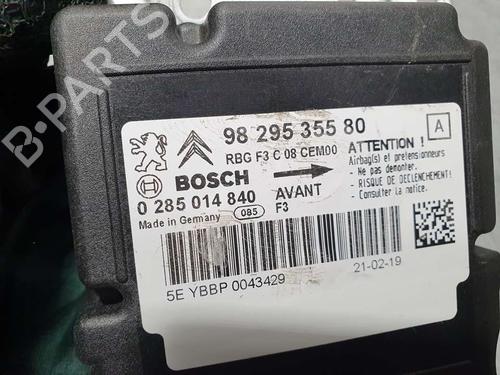 B-PARTS
98 295 355 80
RBG F3 C 08 CEM00
BOSCH
0 285 014 840
Made in Germany
085
AVANT
F3
A
ATTENTION !
Airbag(s) et pretensionneurs
- Ne pas demonter.
- RISQUE DE DECLENCHEMENT!
- Consulter la notice.
5E YBBP 0043429
21-02-19